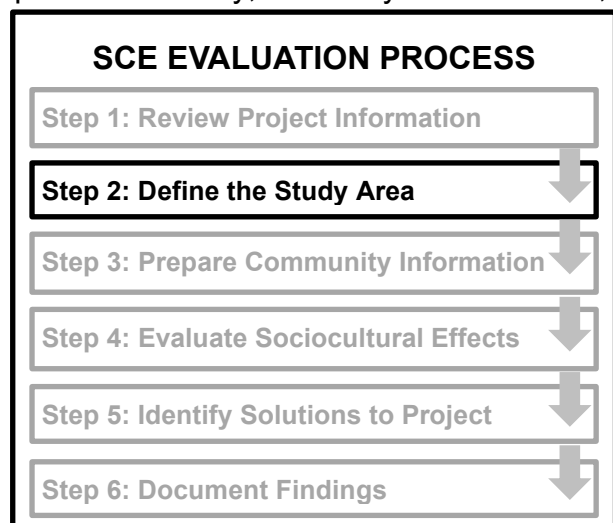 SCE EVALUATION PROCESS
Step 1: Review Project Information
Step 2: Define the Study Area
Step 3: Prepare Community Information
Step 4: Evaluate Sociocultural Effects
Step 5: Identify Solutions to Project
Step 6: Document Findings